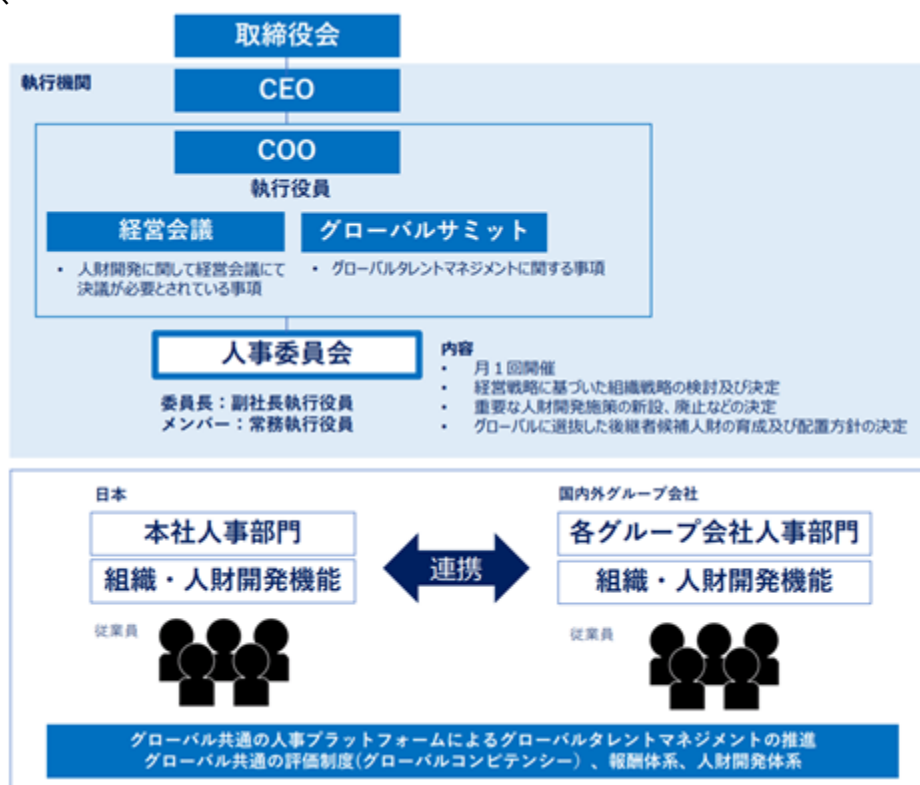 取締役会
執行機関
CEO
COO
執行役員
経営会議
・ 人財開発に関して経営会議にて
決議が必要とされている事項
グローバルサミット
・ グローバルタレントマネジメントに関する事項
人事委員会
委員長：副社長執行役員
メンバー：常務執行役員
内容
・ 月１回開催
・ 経営戦略に基づいた組織戦略の検討及び決定
・ 重要な人財開発施策の新設、廃止などの決定
・ グローバルに選抜した後継者候補人財の育成及び配置方針の決定
日本
本社人事部門
組織・人財開発機能
従業員
連携
国内外グループ会社
各グループ会社人事部門
組織・人財開発機能
従業員
グローバル共通の人事プラットフォームによるグローバルタレントマネジメントの推進
グローバル共通の評価制度(グローバルコンピテンシー）、報酬体系、人財開発体系